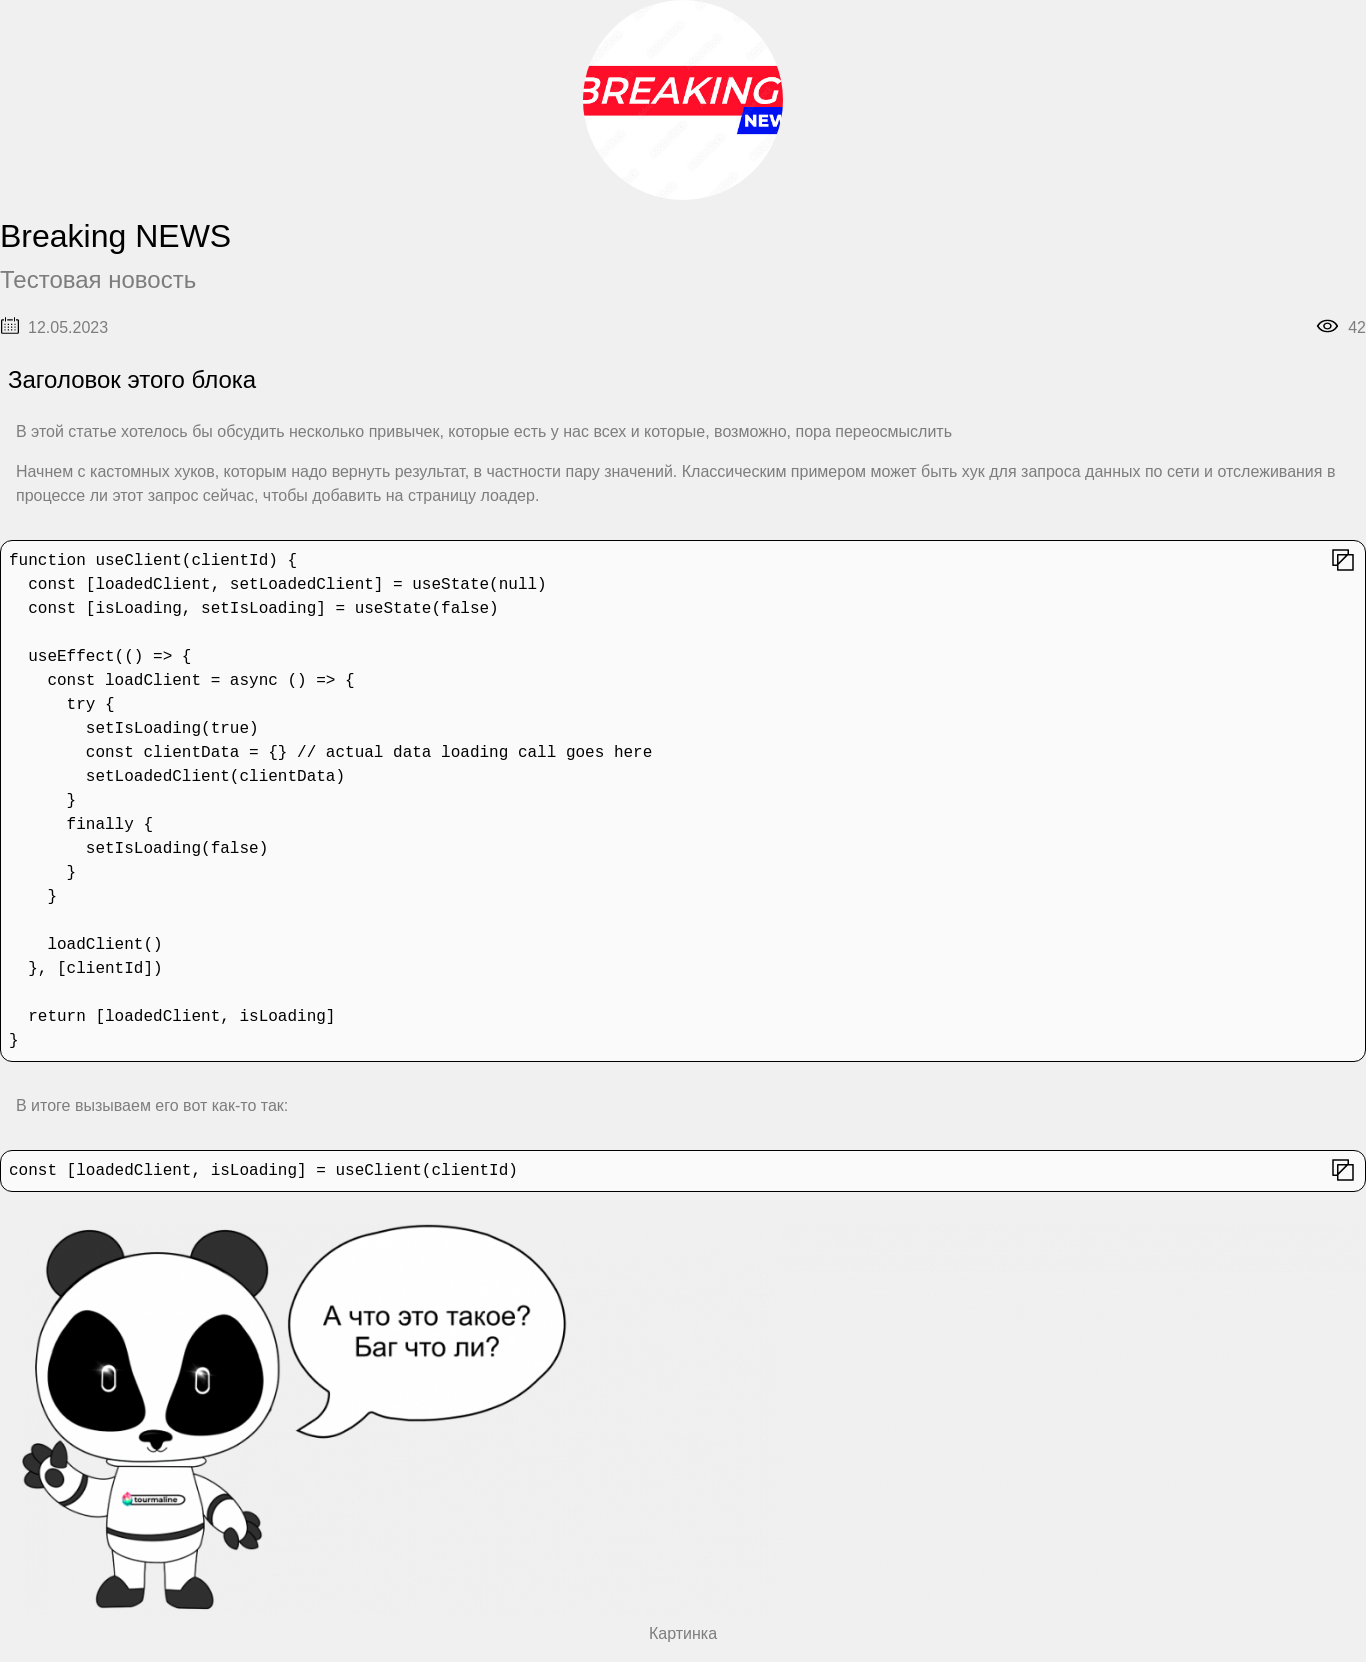 BREAKING
NEW
Breaking NEWS
Тестовая новость
12.05.2023
42
Заголовок этого блока
В этой статье хотелось бы обсудить несколько привычек, которые есть у нас всех и которые, возможно, пора переосмыслить
Начнем с кастомных хуков, которым надо вернуть результат, в частности пару значений. Классическим примером может быть хук для запроса данных по сети и отслеживания в
процессе ли этот запрос сейчас, чтобы добавить на страницу лоадер.
function useClient(clientId) {
  const [loadedClient, setLoadedClient] = useState(null)
  const [isLoading, setIsLoading] = useState(false)

  useEffect(() => {
    const loadClient = async () => {
      try {
        setIsLoading(true)
        const clientData = {} // actual data loading call goes here
        setLoadedClient(clientData)
      }
      finally {
        setIsLoading(false)
      }
    }

    loadClient()
  }, [clientId])

  return [loadedClient, isLoading]
}
В итоге вызываем его вот как-то так:
const [loadedClient, isLoading] = useClient(clientId)
А что это такое?
Баг что ли?
tourmaline
Картинка